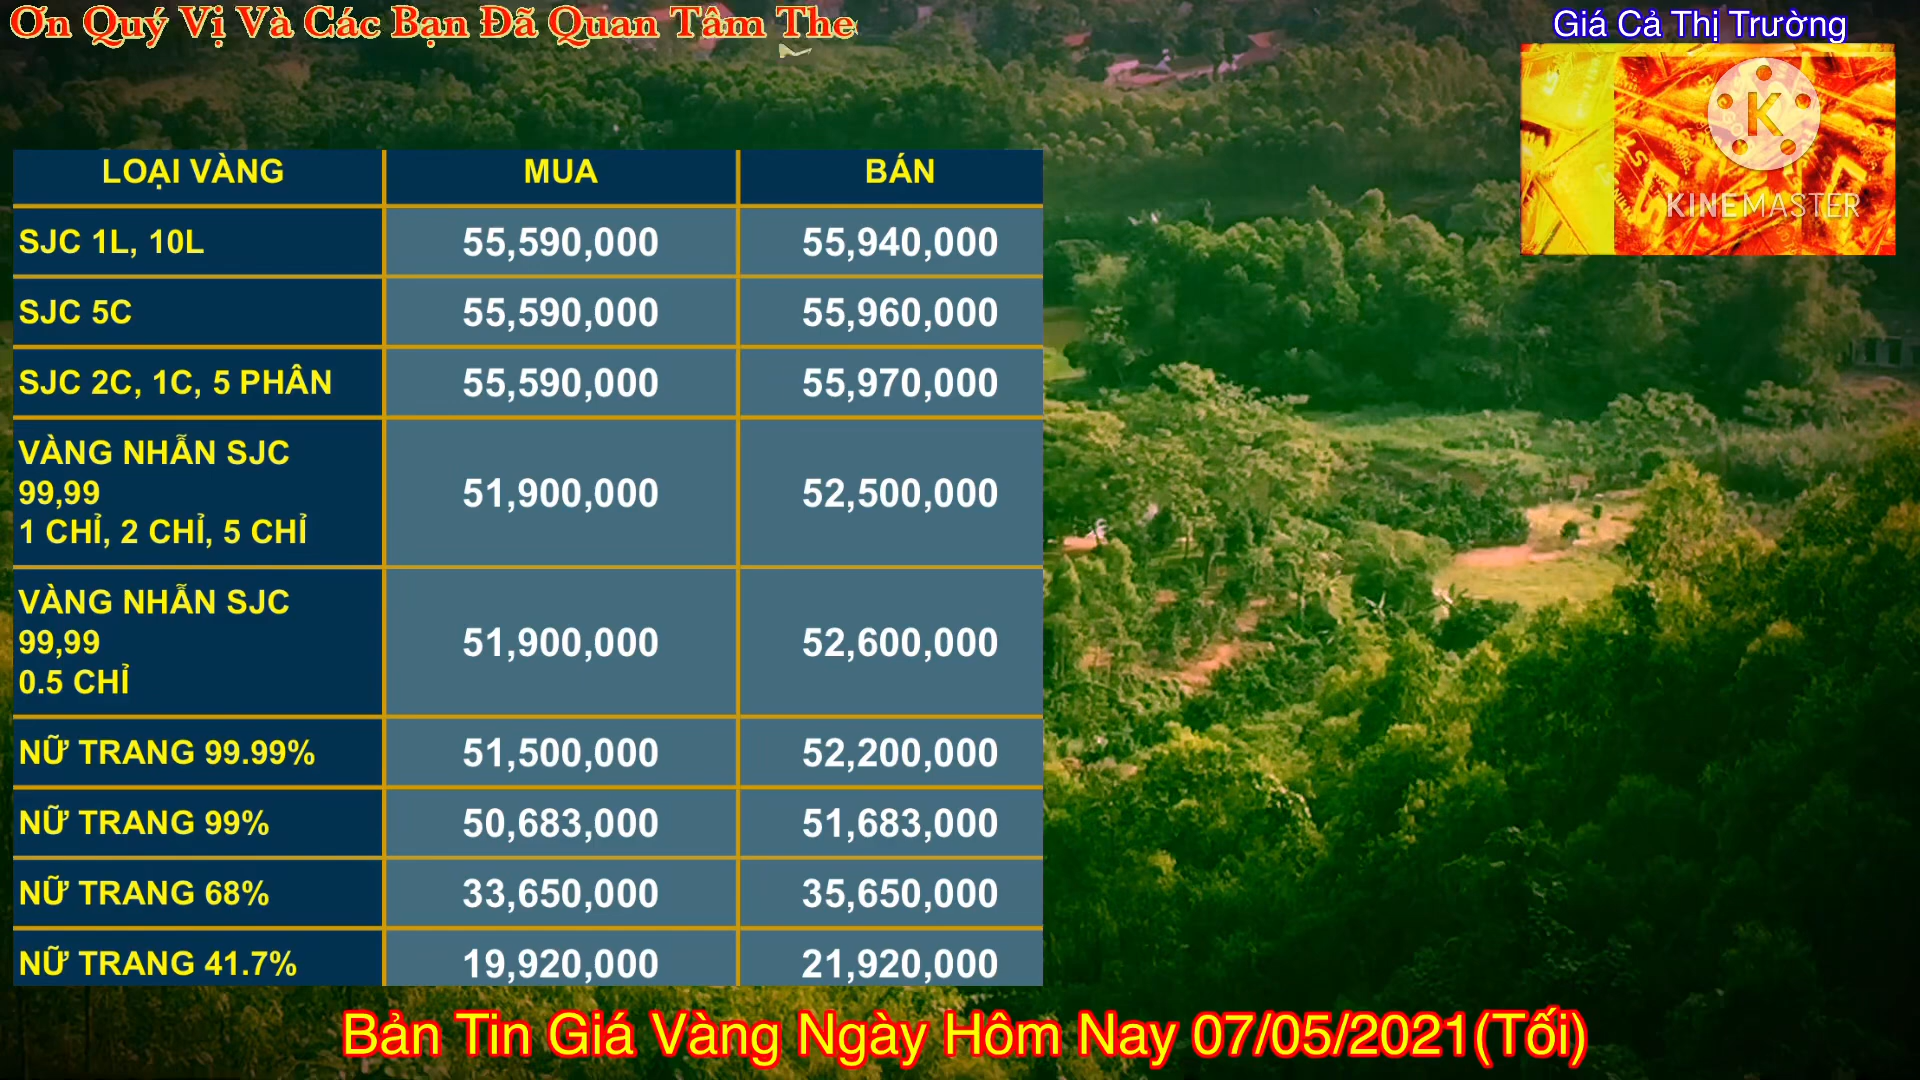 Ơn Quý Vị Và Các Bạn Đã Quan Tâm The
Giá Cả Thị Trường
K
KINEMASTER
LOẠI VÀNG MUA BÁN
SJC 1L, 10L 55,590,000 55,940,000
SJC 5C 55,590,000 55,960,000
SJC 2C, 1C, 5 PHÂN 55,590,000 55,970,000
VÀNG NHẪN SJC
99,99 51,900,000 52,500,000
1 CHỈ, 2 CHỈ, 5 CHỈ
VÀNG NHẪN SJC
99,99 51,900,000 52,600,000
0.5 CHỈ
NỮ TRANG 99.99% 51,500,000 52,200,000
NỮ TRANG 99% 50,683,000 51,683,000
NỮ TRANG 68% 33,650,000 35,650,000
NỮ TRANG 41.7% 19,920,000 21,920,000
Bản Tin Giá Vàng Ngày Hôm Nay 07/05/2021(Tối)